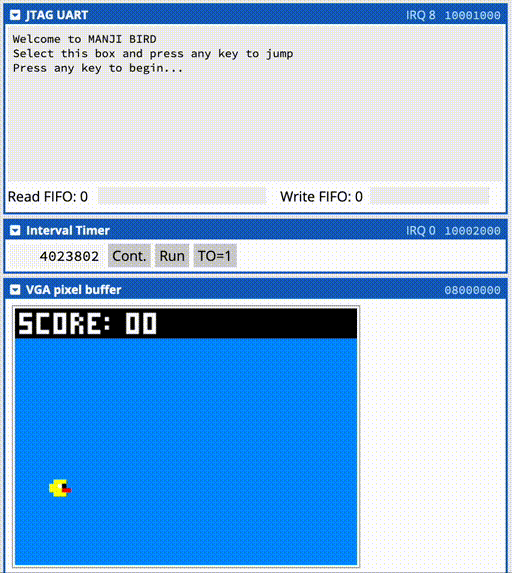 JTAG UART IRQ 8 10001000
Welcome to MANJI BIRD
Select this box and press any key to jump
Press any key to begin...
Read FIFO: 0 Write FIFO: 0
Interval Timer IRQ 0 10002000
4023802 Cont. Run TO=1
VGA pixel buffer 08000000
SCORE: 00